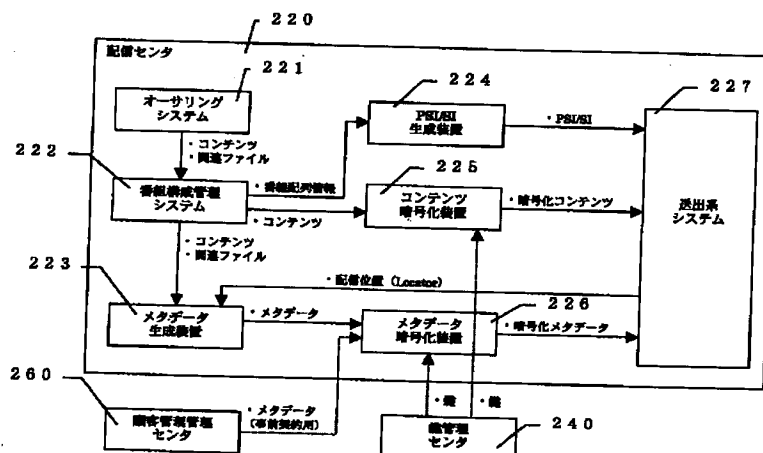 220
配信センタ
221
オーサリング
システム
・コンテンツ
・関連ファイル
222
番組構成管理
システム
・番組配列情報
・コンテンツ
224
PSI/SI
生成装置
・PSI/SI
225
コンテンツ
暗号化装置
・暗号化コンテンツ
227
送出系
システム
・コンテンツ
・関連ファイル
223
・配信位置 (Locator)
メタデータ
生成装置
・メタデータ
226
メタデータ
暗号化装置
・暗号化メタデータ
260
顧客管理管理
センタ
・メタデータ
(事前契約用)
・鍵
・鍵
鍵管理
センタ
240